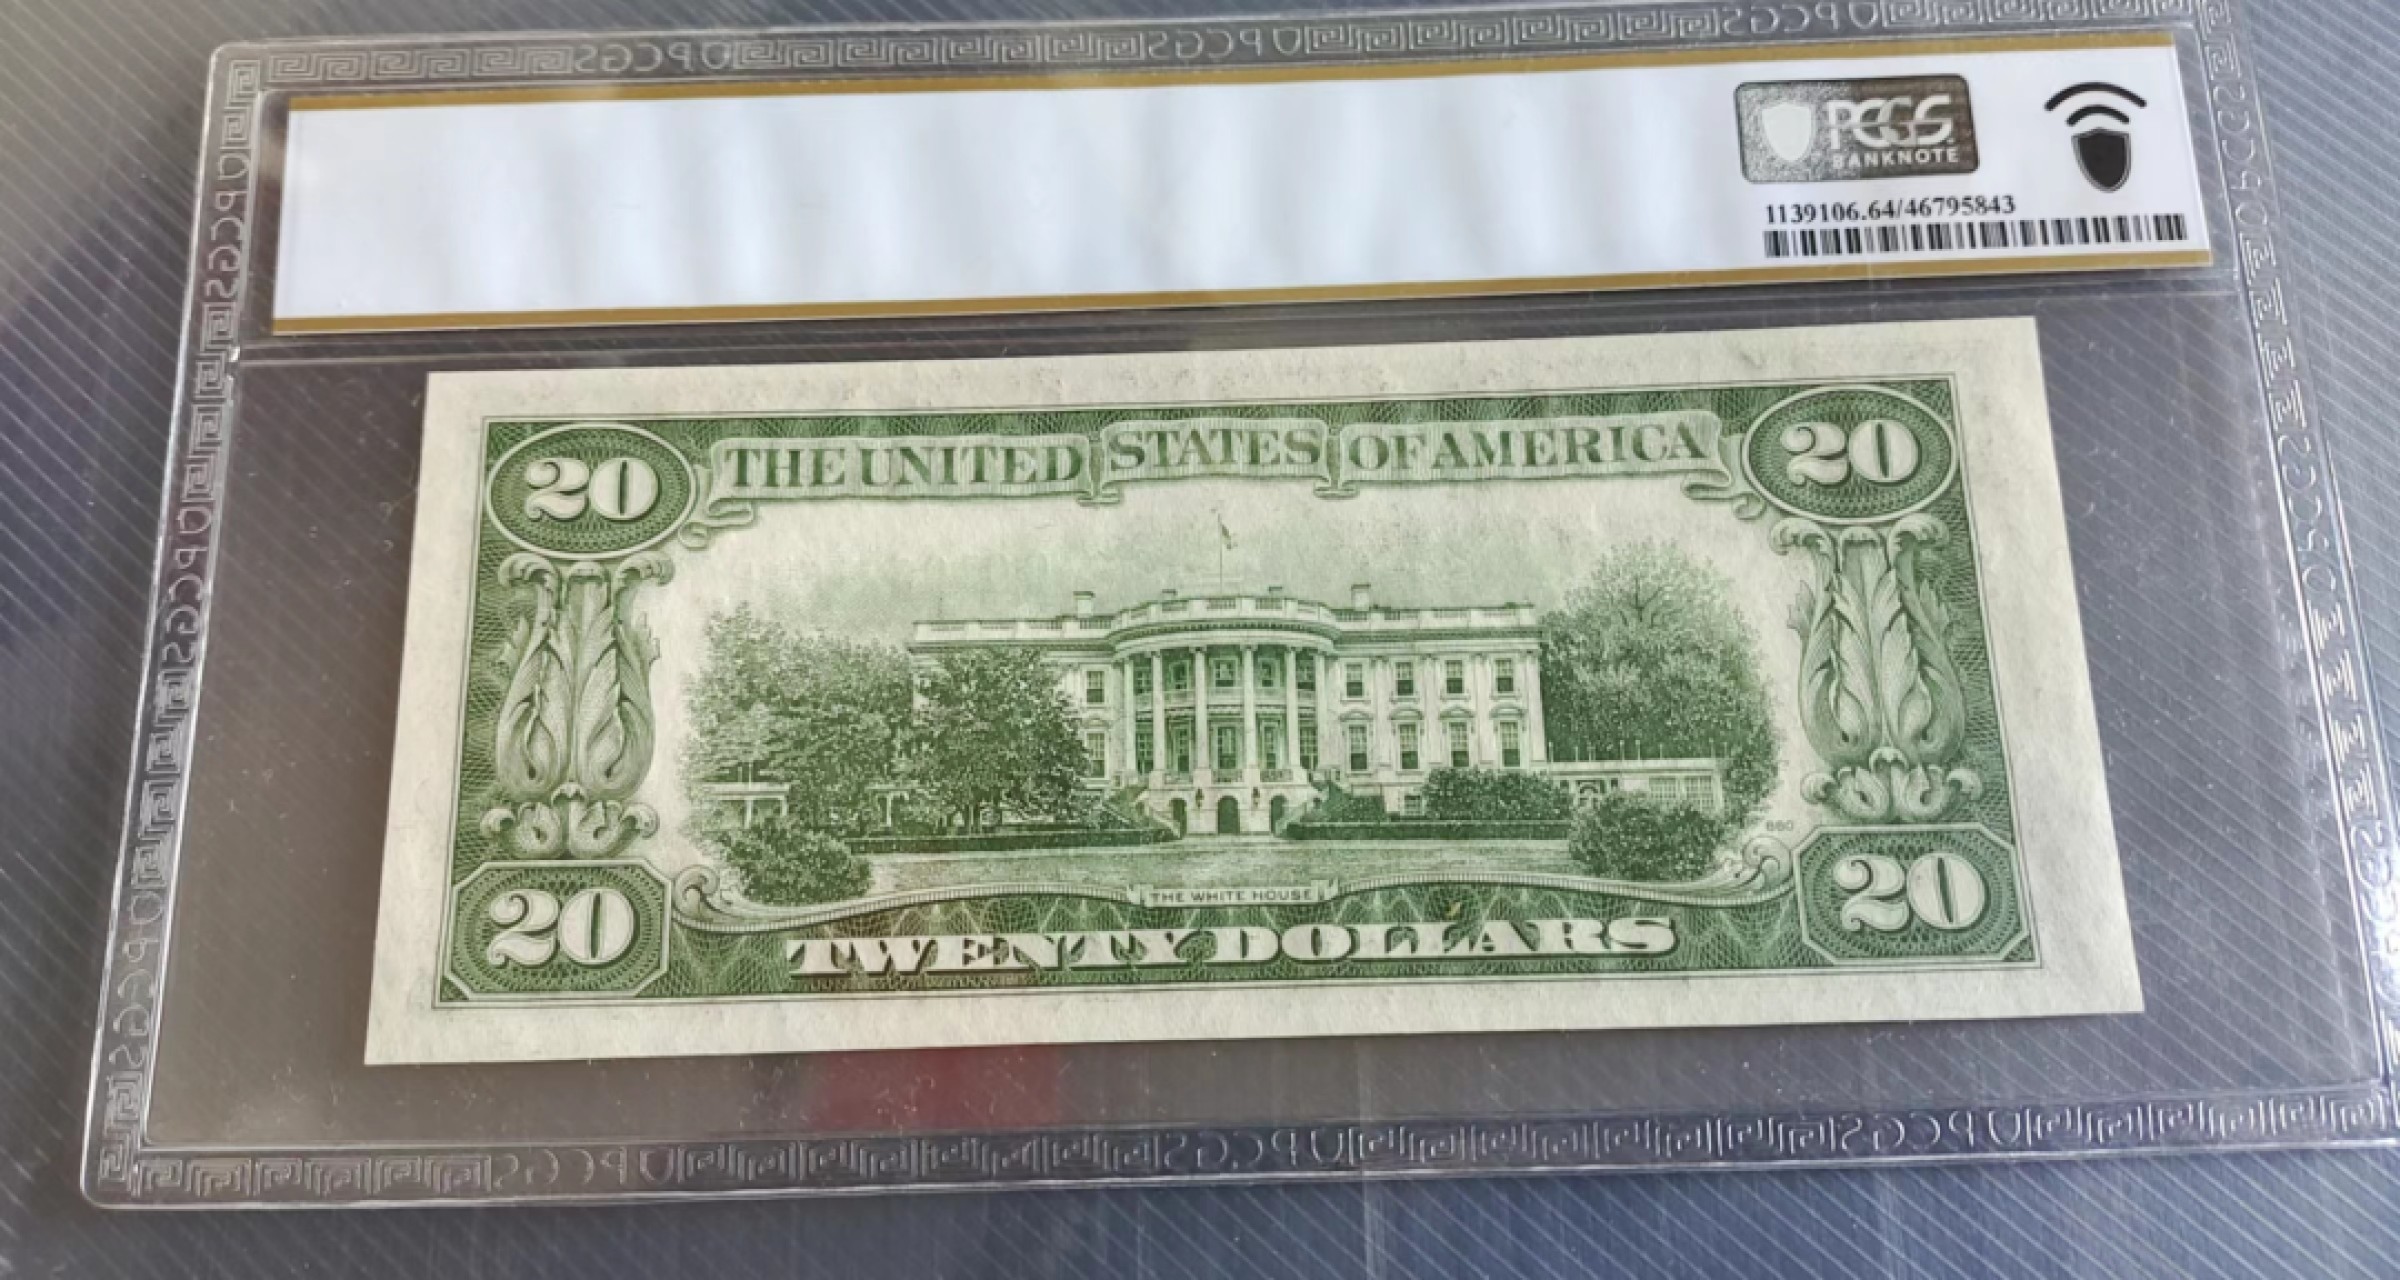 PCGS
BANKNOTE
1139106.64/46795843
20 THE UNITED STATES OF AMERICA 20
880
THE WHITE HOUSE
20 TWENTY DOLLARS 20